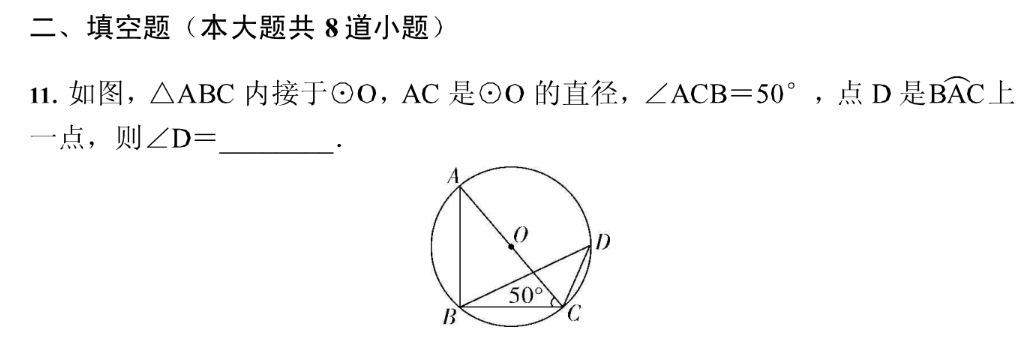 二、填空题（本大题共 8 道小题）
11. 如图，△ABC 内接于⊙O，AC 是⊙O 的直径，∠ACB=50°，点 D 是BAC上
一点，则∠D=________.
A
O
D
50°
B
C